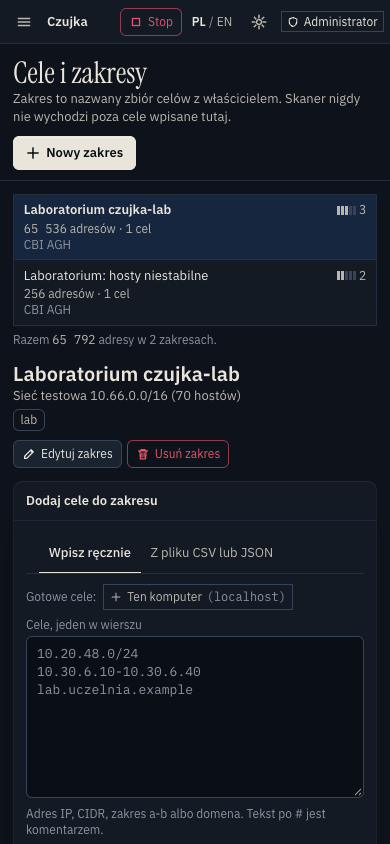 Czujka
Stop
PL / EN
Administrator
Cele i zakresy
Zakres to nazwany zbiór celów z właścicielem. Skaner nigdy
nie wychodzi poza cele wpisane tutaj.
+ Nowy zakres
Laboratorium czujka-lab
3
65 536 adresów · 1 cel
CBI AGH
Laboratorium: hosty niestabilne
2
256 adresów · 1 cel
CBI AGH
Razem 65 792 adresy w 2 zakresach.
Laboratorium czujka-lab
Sieć testowa 10.66.0.0/16 (70 hostów)
lab
Edytuj zakres
Usuń zakres
Dodaj cele do zakresu
Wpisz ręcznie
Z pliku CSV lub JSON
Gotowe cele:
+ Ten komputer (localhost)
Cele, jeden w wierszu
10.20.48.0/24
10.30.6.10-10.30.6.40
lab.uczelnia.example
Adres IP, CIDR, zakres a-b albo domena. Tekst po # jest
komentarzem.